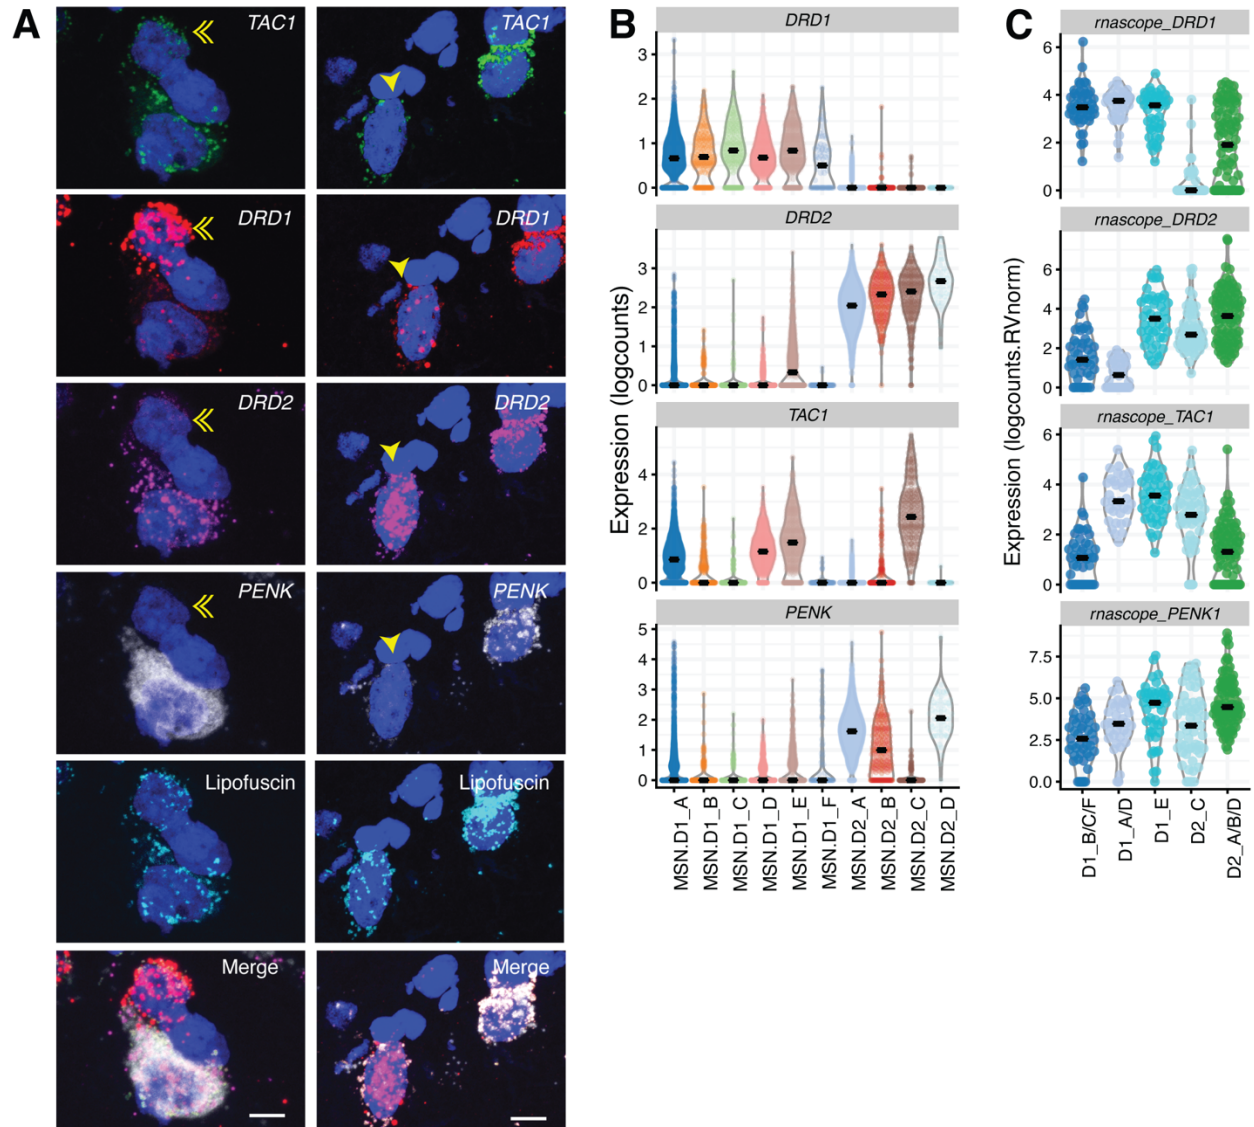 A
TAC1
TAC1
DRD1
DRD1
DRD2
DRD2
PENK
PENK
Lipofuscin
Lipofuscin
Merge
Merge
B
Expression (logcounts)
DRD1
3
2
1
0
DRD2
3
2
1
0
TAC1
4
2
0
PENK
5
4
3
2
1
0
MSN.D1_A
MSN.D1_B
MSN.D1_C
MSN.D1_D
MSN.D1_E
MSN.D1_F
MSN.D2_A
MSN.D2_B
MSN.D2_C
MSN.D2_D
C
Expression (logcounts.RVnorm)
rnascope_DRD1
6
4
2
0
rnascope_DRD2
6
4
2
0
rnascope_TAC1
6
4
2
0
rnascope_PENK1
7.5
5.0
2.5
0.0
D1_B/C/F
D1_A/D
D1_E
D2_C
D2_A/B/D